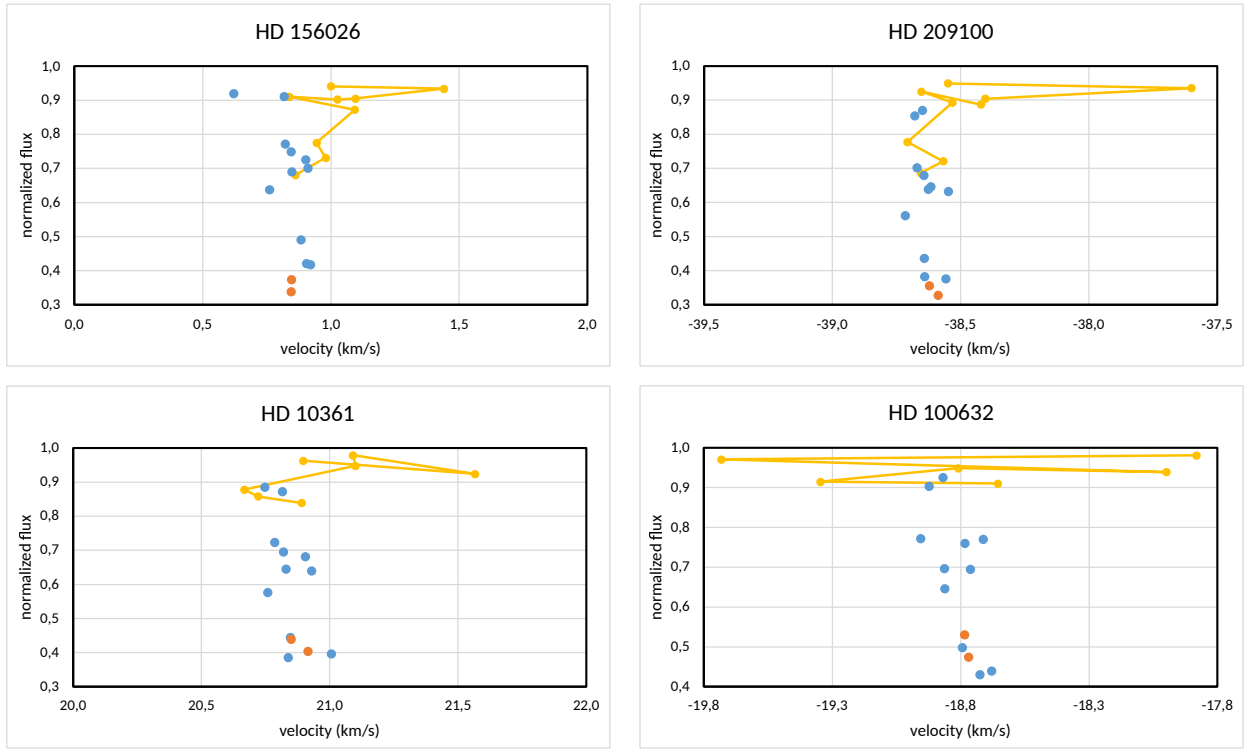 HD 156026
normalized flux
1,0
0,9
0,8
0,7
0,6
0,5
0,4
0,3
0,0 0,5 1,0 1,5 2,0
velocity (km/s)
HD 209100
normalized flux
1,0
0,9
0,8
0,7
0,6
0,5
0,4
0,3
-39,5 -39,0 -38,5 -38,0 -37,5
velocity (km/s)
HD 10361
normalized flux
1,0
0,9
0,8
0,7
0,6
0,5
0,4
0,3
20,0 20,5 21,0 21,5 22,0
velocity (km/s)
HD 100632
normalized flux
1,0
0,9
0,8
0,7
0,6
0,5
0,4
-19,8 -19,3 -18,8 -18,3 -17,8
velocity (km/s)